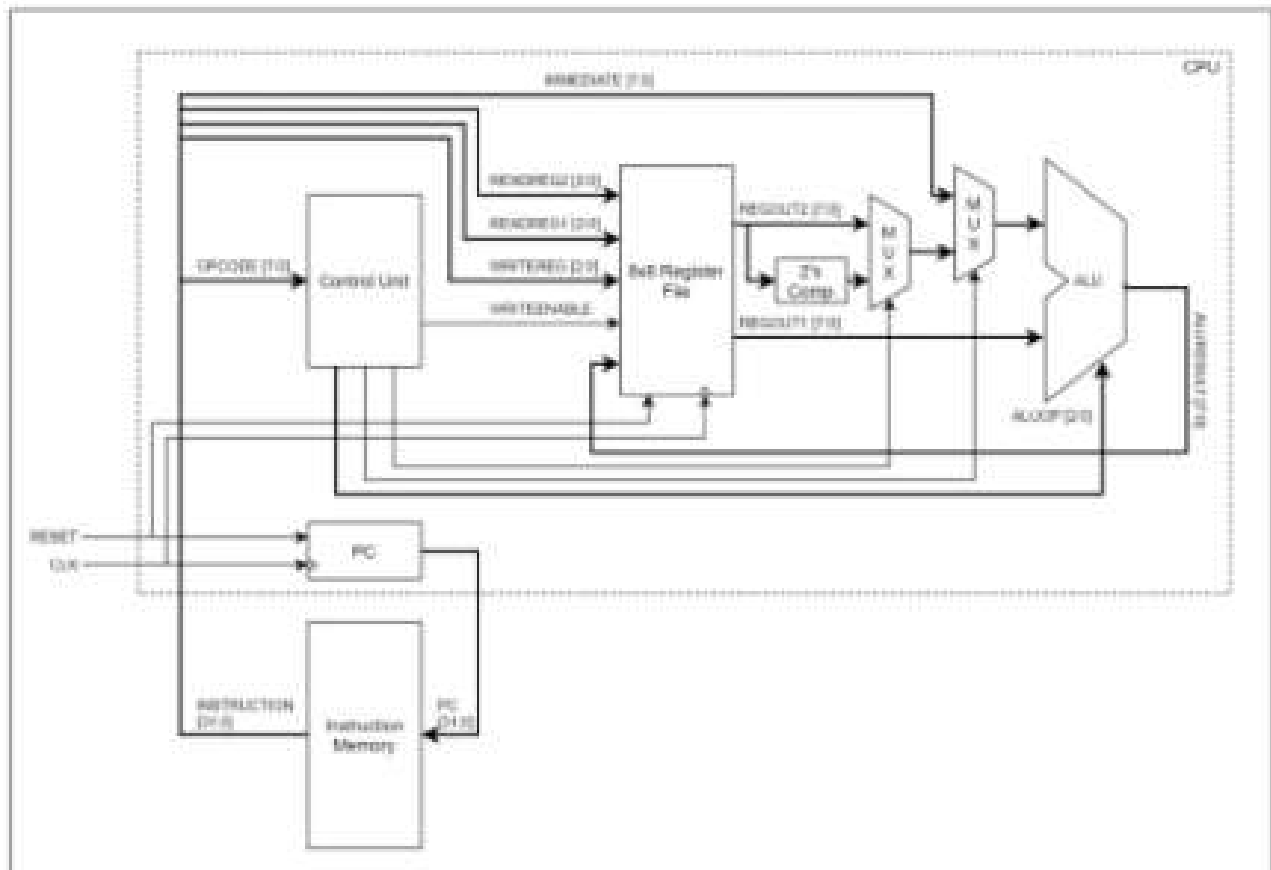 CPU
IMMEDIATE [7:0]
READREG2 [2:0]
READREG1 [2:0]
WRITEREG [2:0]
WRITEENABLE
OPCODE [7:0]
Control Unit
8x8 Register
File
REGOUT2 [7:0]
REGOUT1 [7:0]
2's
Comp
M
U
X
M
U
X
ALU
ALURESULT [7:0]
ALUOP [2:0]
RESET
CLK
PC
INSTRUCTION
[31:0]
PC
[31:0]
Instruction
Memory